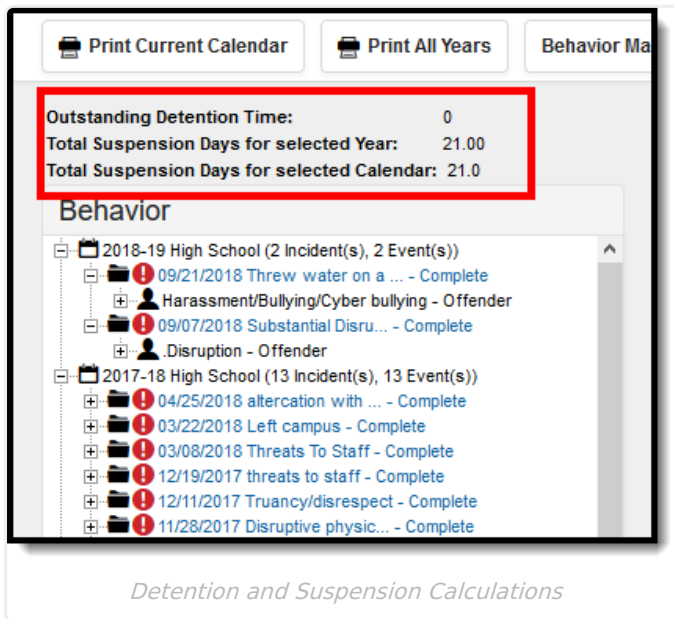 Print Current Calendar Print All Years Behavior Ma
Outstanding Detention Time: 0
Total Suspension Days for selected Year: 21.00
Total Suspension Days for selected Calendar: 21.0
Behavior
2018-19 High School (2 Incident(s), 2 Event(s))
09/21/2018 Threw water on a ... - Complete
Harassment/Bullying/Cyber bullying - Offender
09/07/2018 Substantial Disru... - Complete
.Disruption - Offender
2017-18 High School (13 Incident(s), 13 Event(s))
04/25/2018 altercation with ... - Complete
03/22/2018 Left campus - Complete
03/08/2018 Threats To Staff - Complete
12/19/2017 threats to staff - Complete
12/11/2017 Truancy/disrespect - Complete
11/28/2017 Disruptive physic... - Complete
Detention and Suspension Calculations